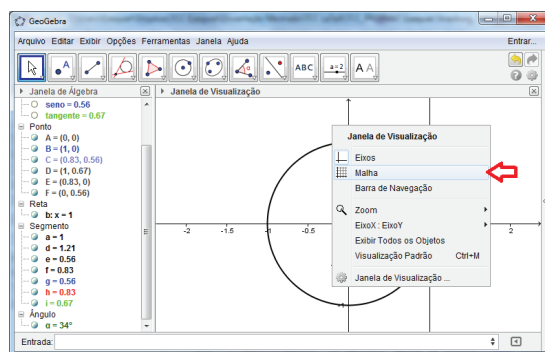 GeoGebra
Arquivo Editar Exibir Opções Ferramentas Janela Ajuda
Entrar...
A
α
ABC
a=2
A A
Janela de Álgebra
Janela de Visualização
seno = 0.56
tangente = 0.67
Ponto
A = (0, 0)
B = (1, 0)
C = (0.83, 0.56)
D = (1, 0.67)
E = (0.83, 0)
F = (0, 0.56)
Reta
b: x = 1
Segmento
a = 1
d = 1.21
e = 0.56
f = 0.83
g = 0.56
h = 0.83
i = 0.67
Ângulo
α = 34°
-2 -1.5 -1 -0.5 2
-1
Janela de Visualização
Eixos
Malha
Barra de Navegação
Zoom
EixoX : EixoY
Exibir Todos os Objetos
Visualização Padrão Ctrl+M
Janela de Visualização ...
Entrada: